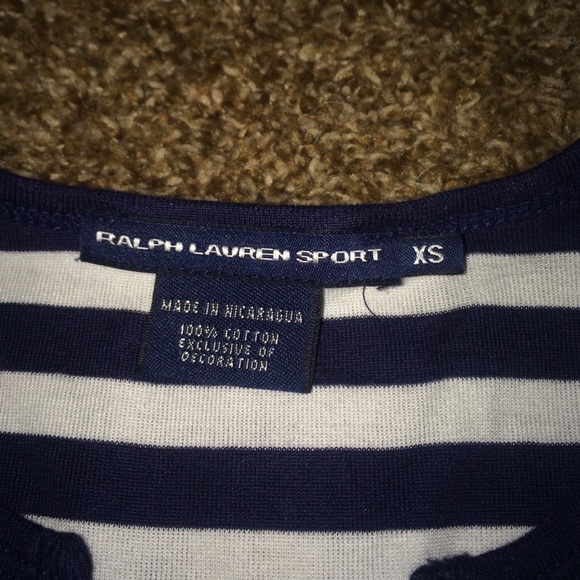 RALPH LAUREN SPORT XS
MADE IN NICARAGUA
100% COTTON
EXCLUSIVE OF
DECORATION